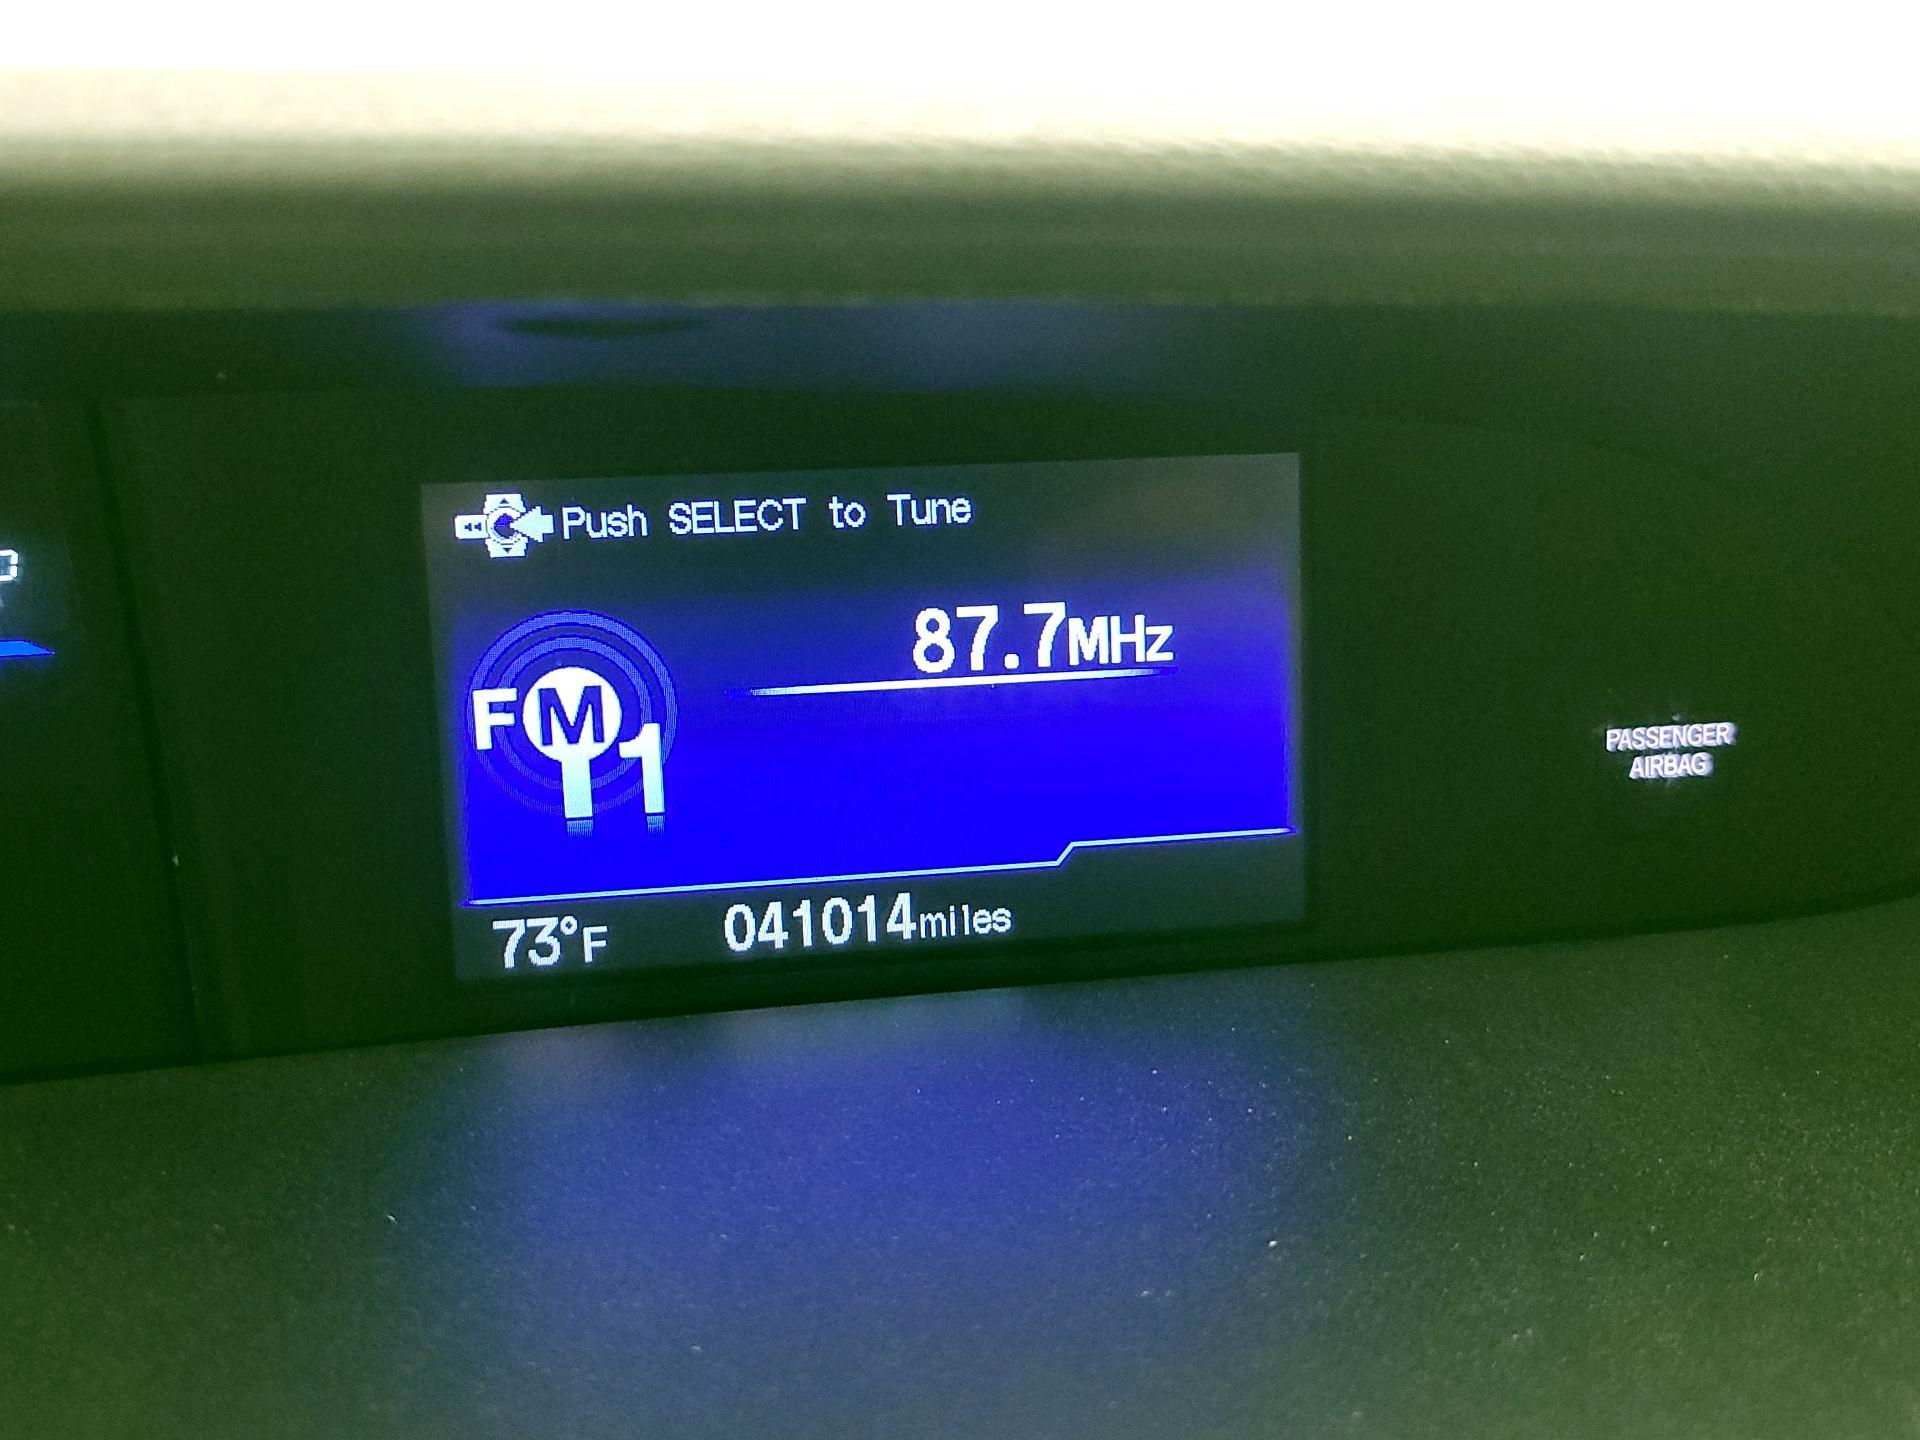 Push SELECT to Tune
87.7MHz
FM
1
73°F 041014miles
PASSENGER
AIRBAG